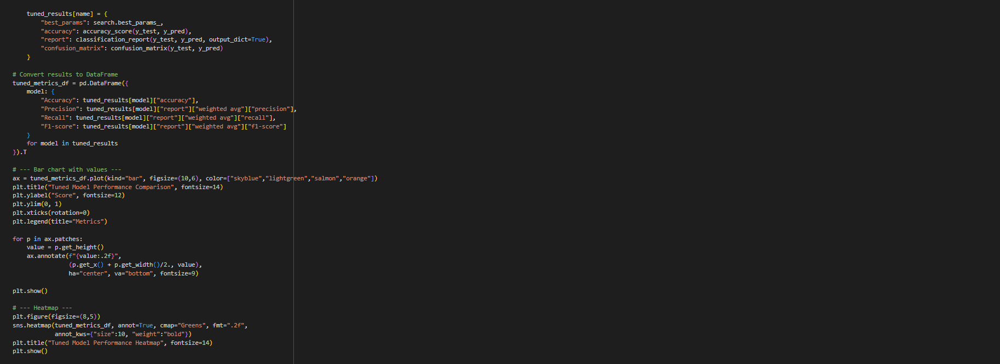 tuned_results[name] = {
"best_params": search.best_params_,
"accuracy": accuracy_score(y_test, y_pred),
"report": classification_report(y_test, y_pred, output_dict=True),
"confusion_matrix": confusion_matrix(y_test, y_pred)
}
# Convert results to DataFrame
tuned_metrics_df = pd.DataFrame({
model: {
"Accuracy": tuned_results[model]["accuracy"],
"Precision": tuned_results[model]["report"]["weighted avg"]["precision"],
"Recall": tuned_results[model]["report"]["weighted avg"]["recall"],
"F1-score": tuned_results[model]["report"]["weighted avg"]["f1-score"]
}
for model in tuned_results
}).T
# --- Bar chart with values ---
ax = tuned_metrics_df.plot(kind="bar", figsize=(10,6), color=["skyblue","lightgreen","salmon","orange"])
plt.title("Tuned Model Performance Comparison", fontsize=14)
plt.ylabel("Score", fontsize=12)
plt.ylim(0, 1)
plt.xticks(rotation=0)
plt.legend(title="Metrics")
for p in ax.patches:
value = p.get_height()
ax.annotate(f"{value:.2f}",
(p.get_x() + p.get_width()/2., value),
ha="center", va="bottom", fontsize=9)
plt.show()
# --- Heatmap ---
plt.figure(figsize=(8,5))
sns.heatmap(tuned_metrics_df, annot=True, cmap="Greens", fmt=".2f",
annot_kws={"size":10, "weight":"bold"})
plt.title("Tuned Model Performance Heatmap", fontsize=14)
plt.show()